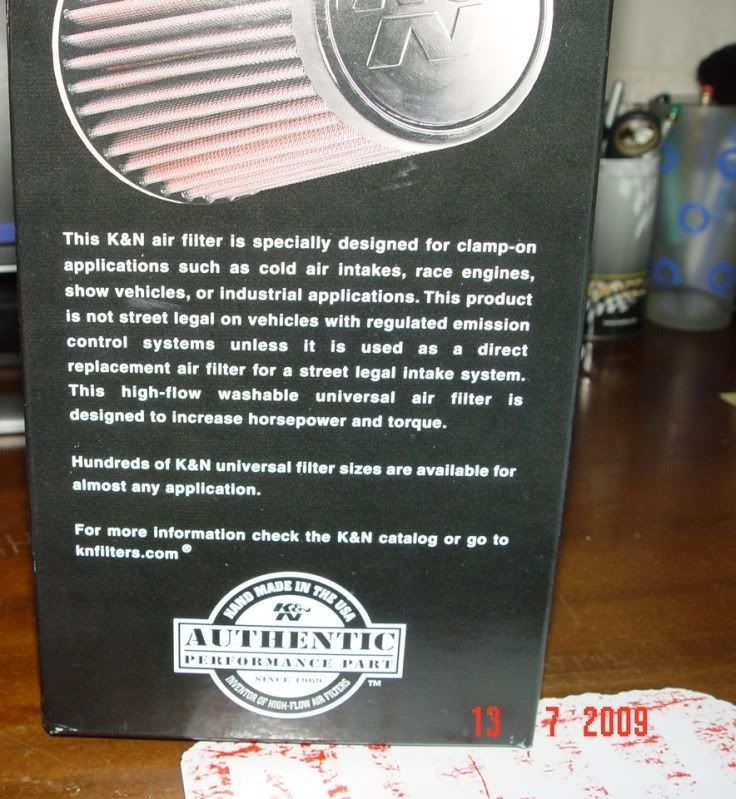 K&N
This K&N air filter is specially designed for clamp-on
applications such as cold air intakes, race engines,
show vehicles, or industrial applications. This product
is not street legal on vehicles with regulated emission
control systems unless it is used as a direct
replacement air filter for a street legal intake system.
This high-flow washable universal air filter is
designed to increase horsepower and torque.
Hundreds of K&N universal filter sizes are available for
almost any application.
For more information check the K&N catalog or go to
knfilters.com®
HAND MADE IN THE USA
K&N
AUTHENTIC
PERFORMANCE PART
SINCE 1969
INVENTOR OF HIGH-FLOW AIR FILTERS
TM
13 7 2009